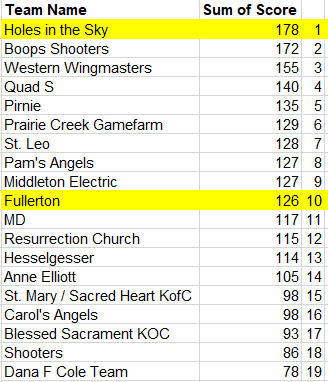 Team Name Sum of Score
Holes in the Sky 178 1
Boops Shooters 172 2
Western Wingmasters 155 3
Quad S 140 4
Pirnie 135 5
Prairie Creek Gamefarm 129 6
St. Leo 128 7
Pam's Angels 127 8
Middleton Electric 127 9
Fullerton 126 10
MD 117 11
Resurrection Church 115 12
Hesselgesser 114 13
Anne Elliott 105 14
St. Mary / Sacred Heart KofC 98 15
Carol's Angels 98 16
Blessed Sacrament KOC 93 17
Shooters 86 18
Dana F Cole Team 78 19